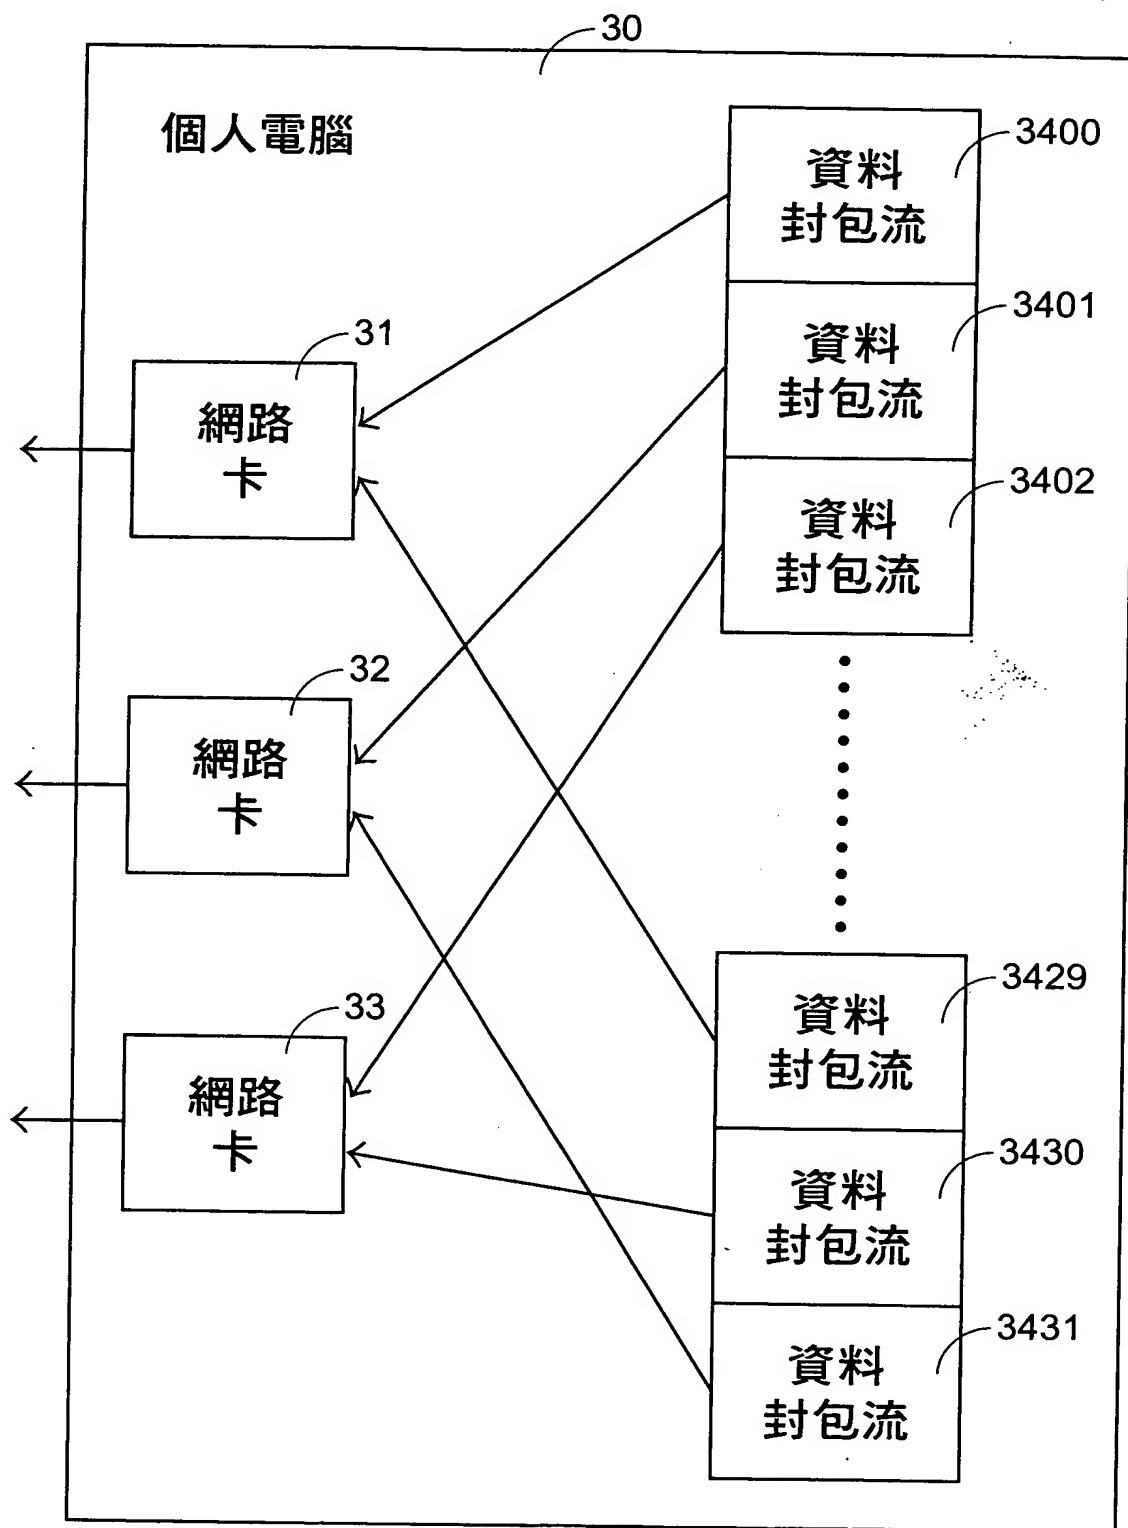 30
個人電腦
3400
資料
封包流
3401
資料
封包流
31
網路
卡
3402
資料
封包流
32
網路
卡
3429
資料
封包流
33
網路
卡
3430
資料
封包流
3431
資料
封包流